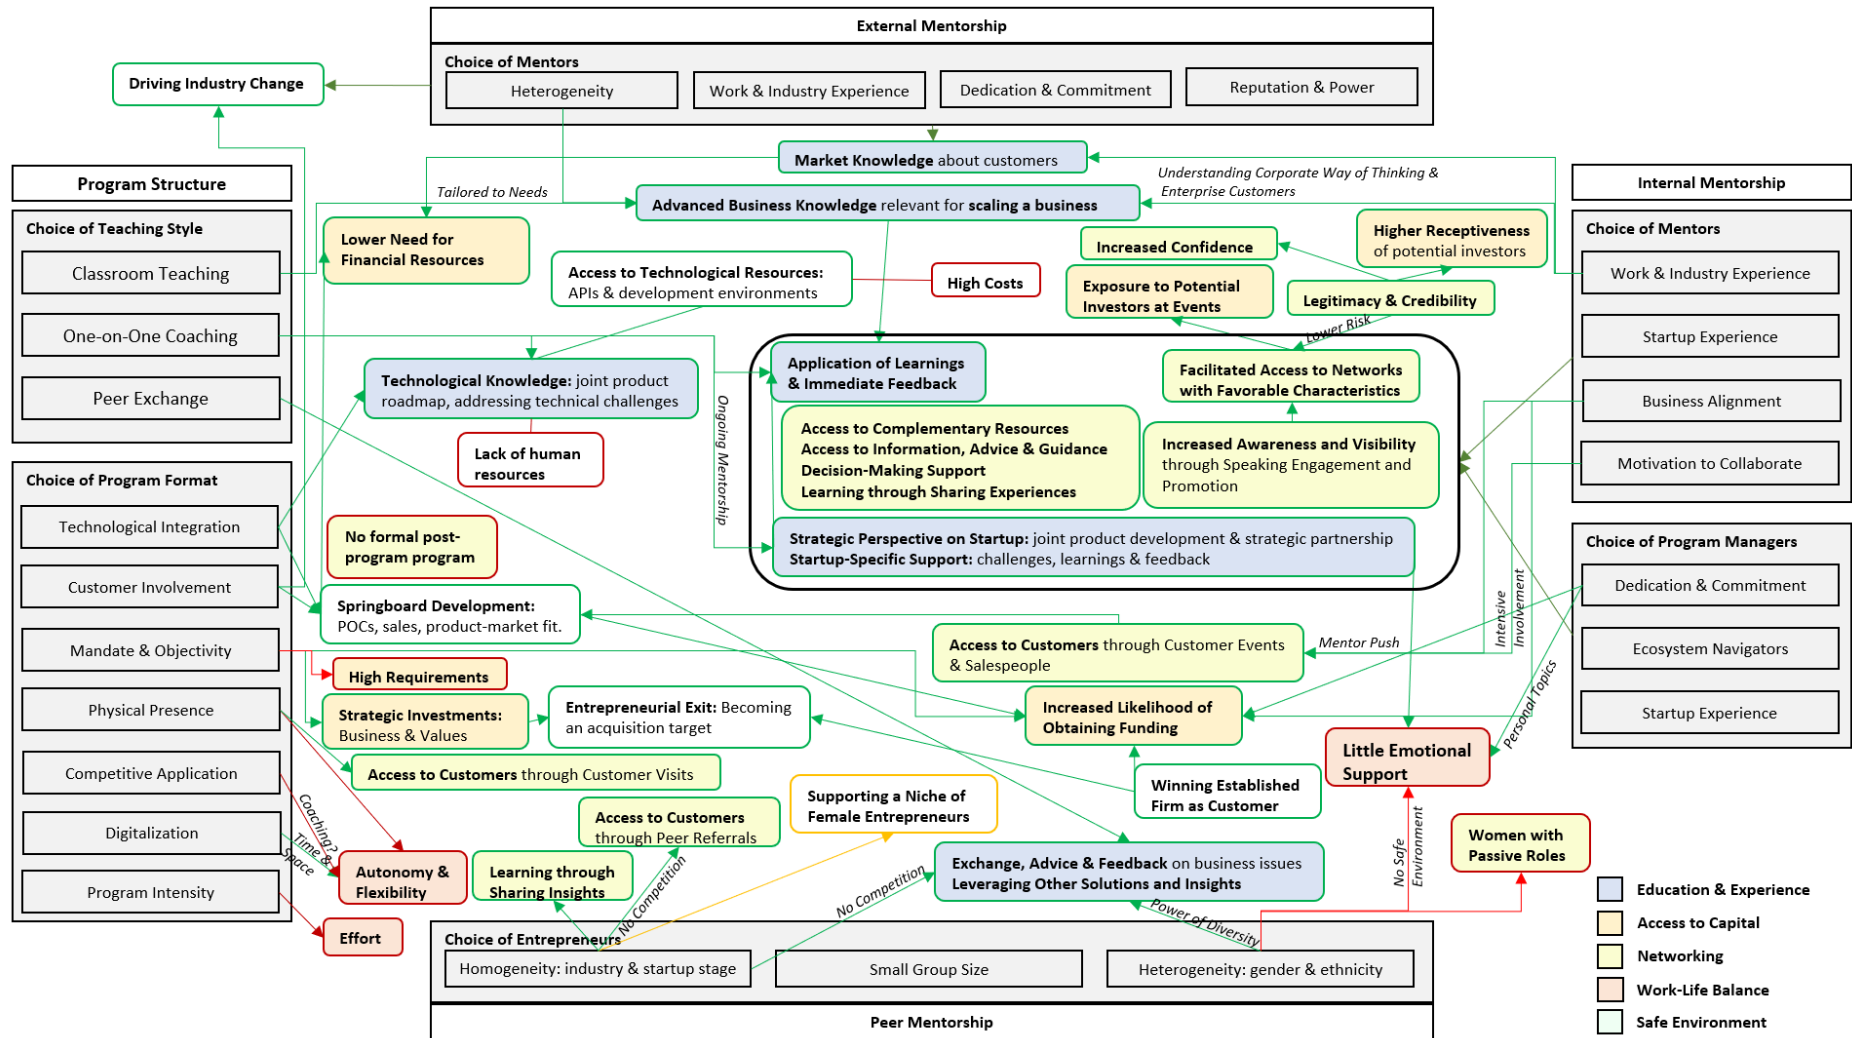 External Mentorship
Choice of Mentors
Heterogeneity
Work & Industry Experience
Dedication & Commitment
Reputation & Power
Driving Industry Change
Market Knowledge about customers
Program Structure
Tailored to Needs
Understanding Corporate Way of Thinking &
Enterprise Customers
Internal Mentorship
Advanced Business Knowledge relevant for scaling a business
Choice of Teaching Style
Classroom Teaching
One-on-One Coaching
Peer Exchange
Lower Need for
Financial Resources
Access to Technological Resources:
APIs & development environments
High Costs
Increased Confidence
Higher Receptiveness
of potential investors
Exposure to Potential
Investors at Events
Legitimacy & Credibility
Lower Risk
Choice of Mentors
Work & Industry Experience
Startup Experience
Business Alignment
Motivation to Collaborate
Technological Knowledge: joint product
roadmap, addressing technical challenges
Lack of human
resources
Ongoing Mentorship
Application of Learnings
& Immediate Feedback
Facilitated Access to Networks
with Favorable Characteristics
Access to Complementary Resources
Access to Information, Advice & Guidance
Decision-Making Support
Learning through Sharing Experiences
Increased Awareness and Visibility
through Speaking Engagement and
Promotion
Strategic Perspective on Startup: joint product development & strategic partnership
Startup-Specific Support: challenges, learnings & feedback
Choice of Program Format
Technological Integration
Customer Involvement
Mandate & Objectivity
Physical Presence
Competitive Application
Digitalization
Program Intensity
No formal post-
program program
Springboard Development:
POCs, sales, product-market fit.
High Requirements
Strategic Investments:
Business & Values
Entrepreneurial Exit: Becoming
an acquisition target
Access to Customers through Customer Visits
Access to Customers through Customer Events
& Salespeople
Mentor Push
Intensive
Involvement
Choice of Program Managers
Dedication & Commitment
Ecosystem Navigators
Startup Experience
Personal Topics
Increased Likelihood of
Obtaining Funding
Little Emotional
Support
Winning Established
Firm as Customer
Supporting a Niche of
Female Entrepreneurs
Access to Customers
through Peer Referrals
Coaching?
Time &
Space
Autonomy &
Flexibility
Learning through
Sharing Insights
No Competition
No Competition
Exchange, Advice & Feedback on business issues
Leveraging Other Solutions and Insights
Power of Diversity
No Safe
Environment
Women with
Passive Roles
Effort
Choice of Entrepreneurs
Homogeneity: industry & startup stage
Small Group Size
Heterogeneity: gender & ethnicity
Peer Mentorship
Education & Experience
Access to Capital
Networking
Work-Life Balance
Safe Environment